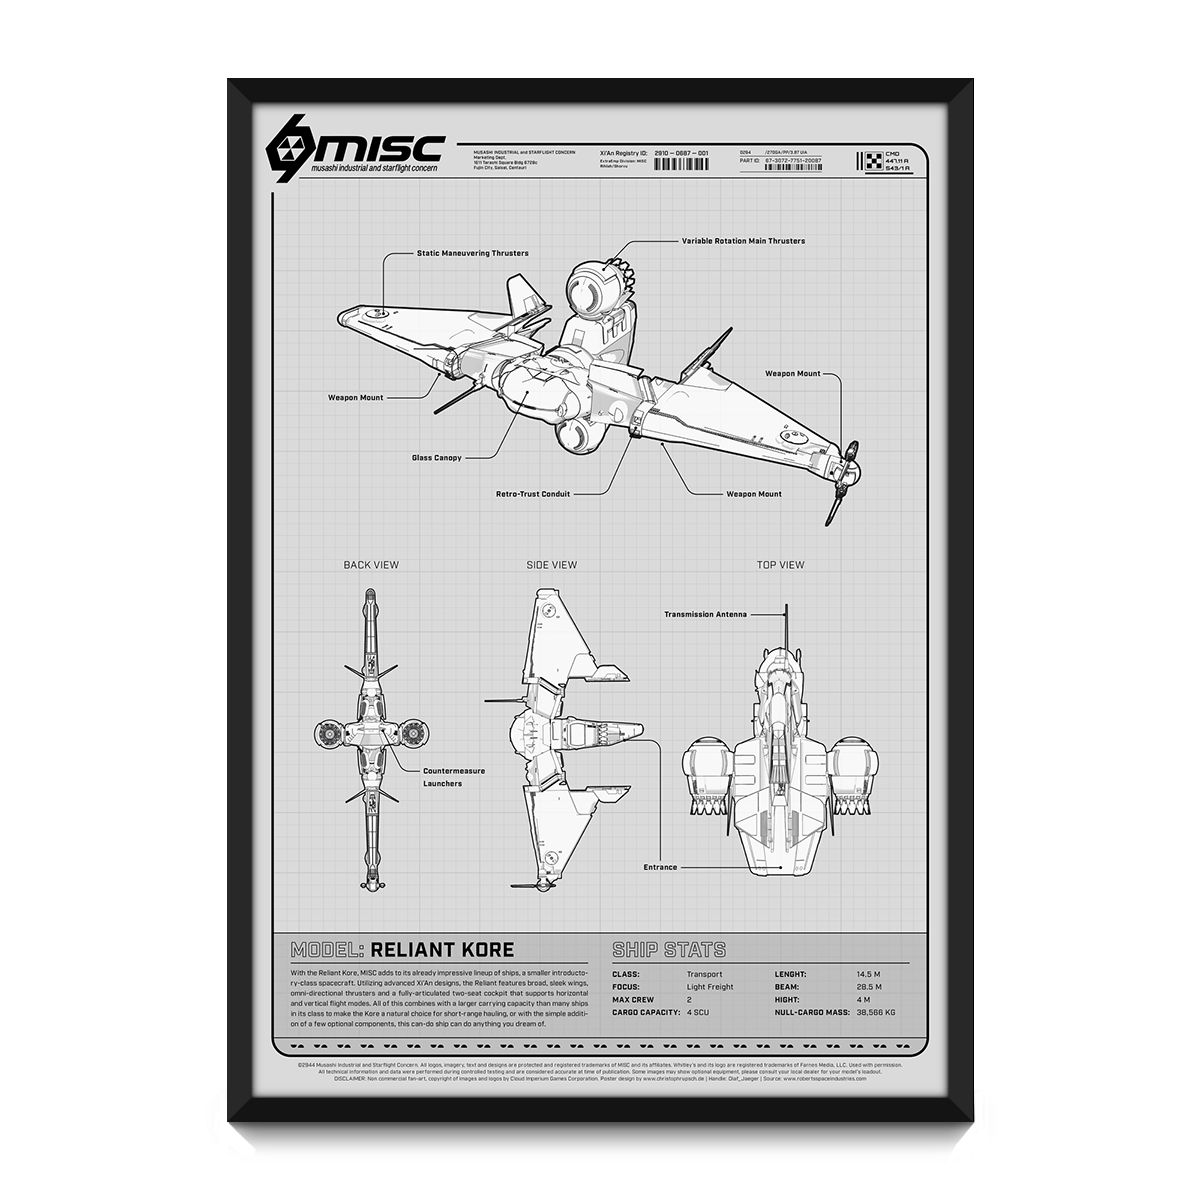 MISC
musashi industrial and starflight concern
MUSASHI INDUSTRIAL and STARFLIGHT CONCERN
Marketing Dept.
1611 Terashi Square Bldg 6726c
Fujin City, Saisei, Centauri
Xi'An Registry ID: 2910 — 0687 — 001
ExtraEmp Division: MISC
0294
PART ID: 67-3072-7751-20087
CMO
447.11 R
543/1 R
Static Maneuvering Thrusters
Variable Rotation Main Thrusters
Weapon Mount
Weapon Mount
Glass Canopy
Retro-Trust Conduit
Weapon Mount
BACK VIEW
SIDE VIEW
TOP VIEW
Transmission Antenna
Countermeasure
Launchers
Entrance
MODEL: RELIANT KORE
With the Reliant Kore, MISC adds to its already impressive lineup of ships, a smaller introducto-
ry-class spacecraft. Utilizing advanced Xi'An designs, the Reliant features broad, sleek wings,
omni-directional thrusters and a fully-articulated two-seat cockpit that supports horizontal
and vertical flight modes. All of this combines with a larger carrying capacity than many ships
in its class to make the Kore a natural choice for short-range hauling, or with the simple additi-
on of a few optional components, this can-do ship can do anything you dream of.
SHIP STATS
CLASS: Transport
FOCUS: Light Freight
MAX CREW 2
CARGO CAPACITY: 4 SCU
LENGHT: 14.5 M
BEAM: 28.5 M
HIGHT: 4 M
NULL-CARGO MASS: 38,566 KG
©2944 Musashi Industrial and Starflight Concern. All logos, imagery, text and designs are protected and registered trademarks of MISC and its affiliates. Whitley's and its logo are registered trademarks of Farnes Media, LLC. Used with permission.
All technical information and data were performed during controlled testing and are considered accurate at time of publication. Some images may show optional equipment, please consult your local dealer for your model's loadout.
DISCLAIMER: Non commercial fan-art, copyright of images and logos by Cloud Imperium Games Corporation. Poster design by www.christophrupsch.de | Handle: Olaf_Jaeger | Source: www.robertsspaceindustries.com